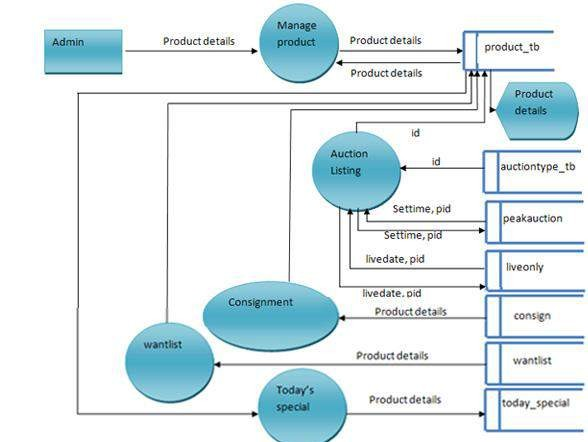 Manage
product
Admin
Product details
Product details
product_tb
Product details
Product
details
id
Auction
Listing
id
auctiontype_tb
Settime, pid
peakauction
Settime, pid
livedate, pid
liveonly
livedate, pid
Consignment
Product details
consign
wantlist
Product details
wantlist
Today's
special
Product details
today_special